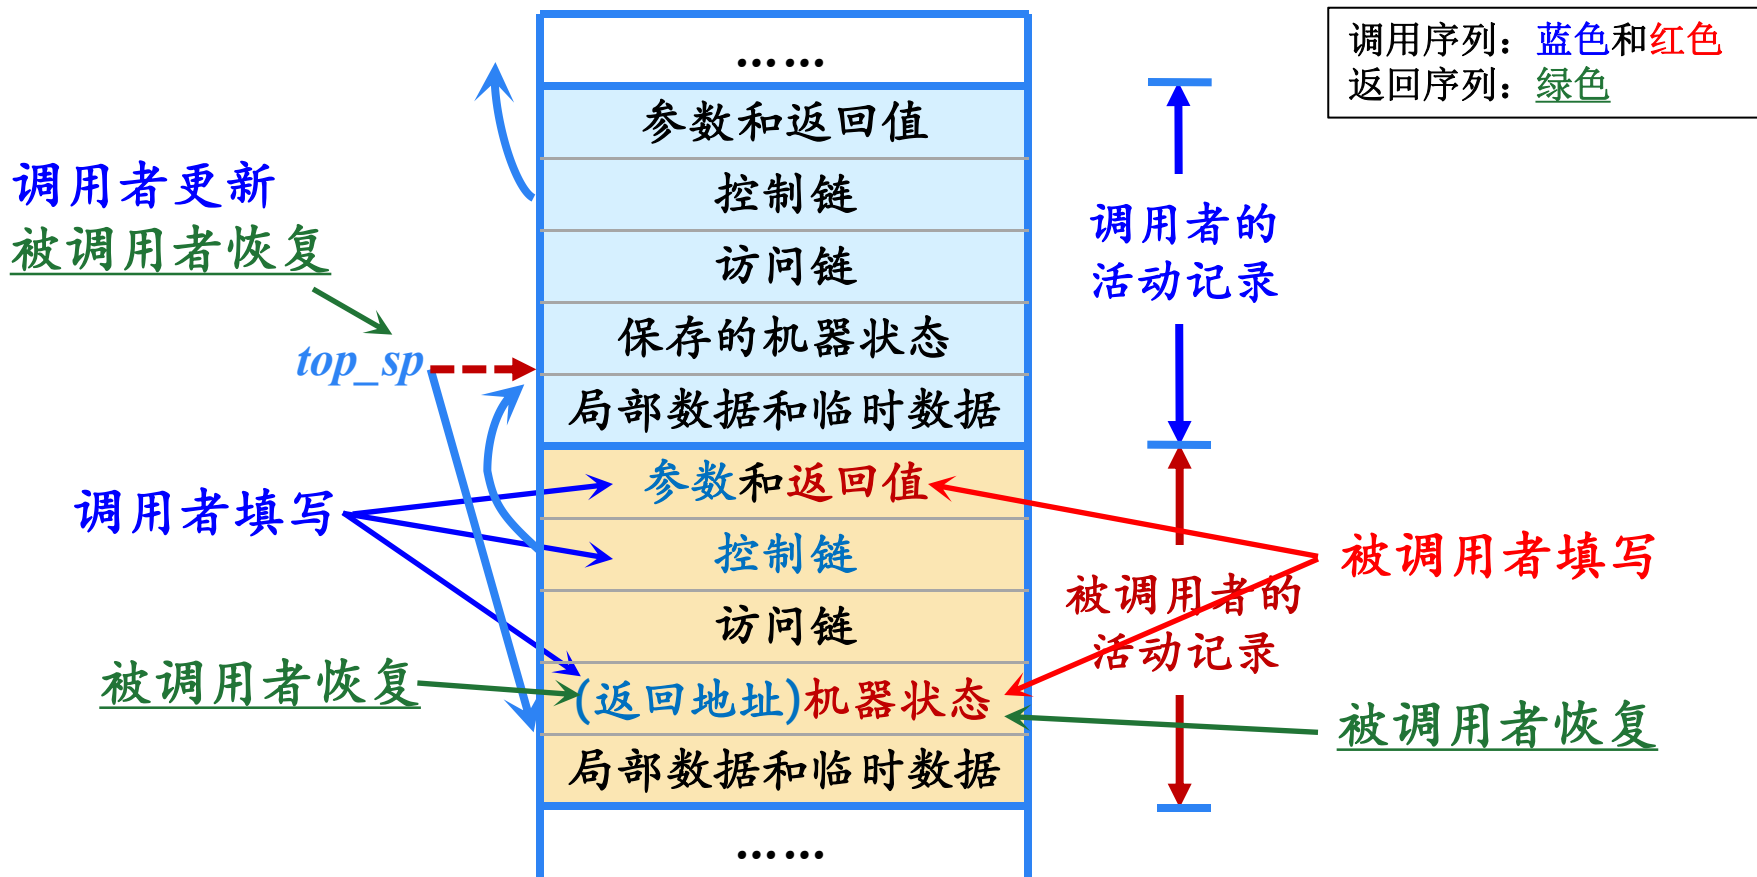 调用序列：蓝色和红色
返回序列：绿色
……
参数和返回值
控制链
访问链
保存的机器状态
局部数据和临时数据
参数和返回值
控制链
访问链
(返回地址)机器状态
局部数据和临时数据
……
调用者更新
被调用者恢复
top_sp
调用者填写
被调用者恢复
调用者的
活动记录
被调用者的
活动记录
被调用者填写
被调用者恢复